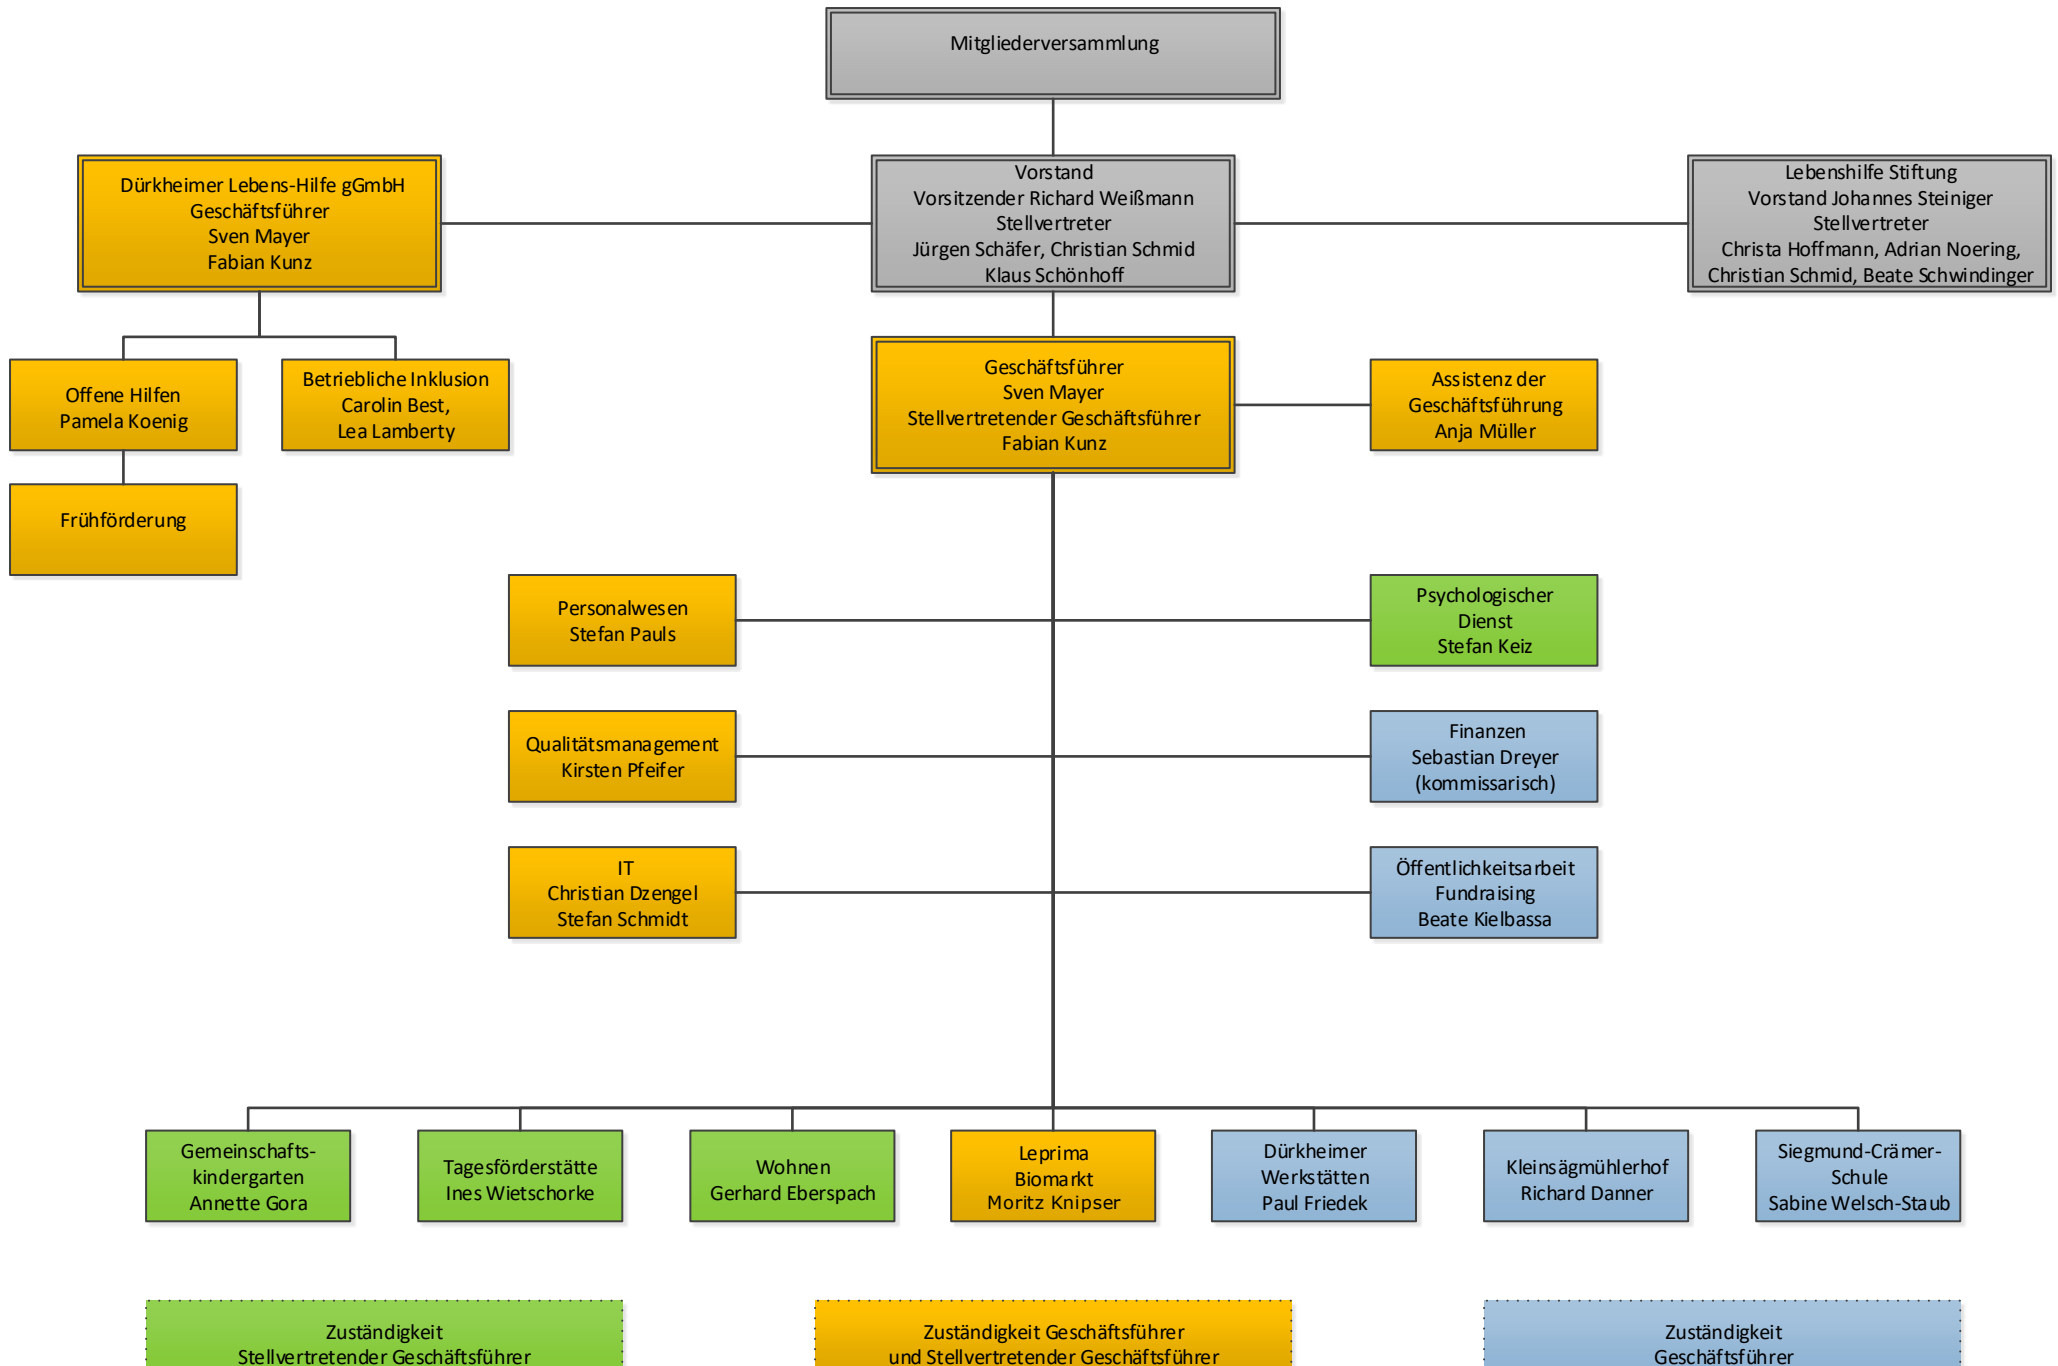 Mitgliederversammlung
Dürkheimer Lebens-Hilfe gGmbH
Geschäftsführer
Sven Mayer
Fabian Kunz
Vorstand
Vorsitzender Richard Weißmann
Stellvertreter
Jürgen Schäfer, Christian Schmid
Klaus Schönhoff
Lebenshilfe Stiftung
Vorstand Johannes Steiniger
Stellvertreter
Christa Hoffmann, Adrian Noering,
Christian Schmid, Beate Schwindinger
Offene Hilfen
Pamela Koenig
Betriebliche Inklusion
Carolin Best,
Lea Lamberty
Geschäftsführer
Sven Mayer
Stellvertretender Geschäftsführer
Fabian Kunz
Assistenz der
Geschäftsführung
Anja Müller
Frühförderung
Personalwesen
Stefan Pauls
Psychologischer
Dienst
Stefan Keiz
Qualitätsmanagement
Kirsten Pfeifer
Finanzen
Sebastian Dreyer
(kommissarisch)
IT
Christian Dzengel
Stefan Schmidt
Öffentlichkeitsarbeit
Fundraising
Beate Kielbassa
Gemeinschafts-
kindergarten
Annette Gora
Tagesförderstätte
Ines Wietschorke
Wohnen
Gerhard Eberspach
Leprima
Biomarkt
Moritz Knipser
Dürkheimer
Werkstätten
Paul Friedek
Kleinsägmühlerhof
Richard Danner
Siegmund-Crämer-
Schule
Sabine Welsch-Staub
Zuständigkeit
Stellvertretender Geschäftsführer
Zuständigkeit Geschäftsführer
und Stellvertretender Geschäftsführer
Zuständigkeit
Geschäftsführer